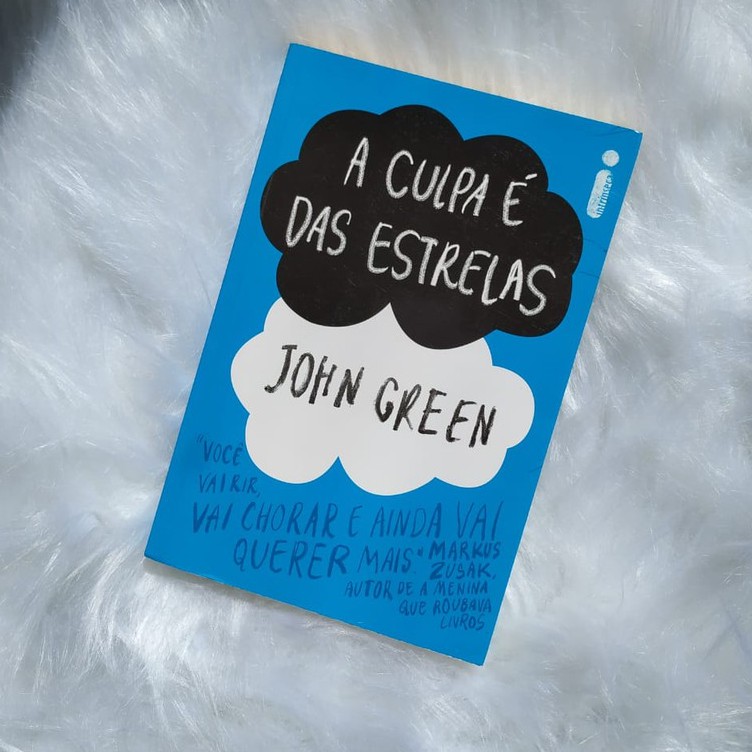 A CULPA É
DAS ESTRELAS
intrínseca
JOHN GREEN
"VOCÊ
VAI RIR,
VAI CHORAR E AINDA VAI
QUERER MAIS." MARKUS
ZUSAK,
AUTOR DE A MENINA
QUE ROUBAVA
LIVROS